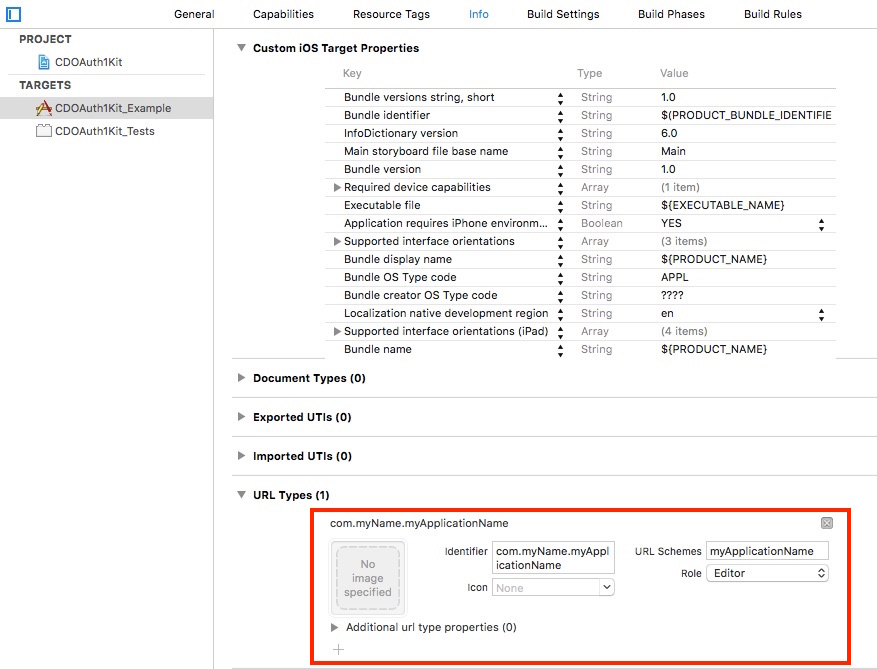 General Capabilities Resource Tags Info Build Settings Build Phases Build Rules
PROJECT
CDOAuth1Kit
TARGETS
CDOAuth1Kit_Example
CDOAuth1Kit_Tests
Custom iOS Target Properties
Key Type Value
Bundle versions string, short String 1.0
Bundle identifier String ${PRODUCT_BUNDLE_IDENTIFIE
InfoDictionary version String 6.0
Main storyboard file base name String Main
Bundle version String 1.0
Required device capabilities Array (1 item)
Executable file String ${EXECUTABLE_NAME}
Application requires iPhone environm... Boolean YES
Supported interface orientations Array (3 items)
Bundle display name String ${PRODUCT_NAME}
Bundle OS Type code String APPL
Bundle creator OS Type code String ????
Localization native development region String en
Supported interface orientations (iPad) Array (4 items)
Bundle name String ${PRODUCT_NAME}
Document Types (0)
Exported UTIs (0)
Imported UTIs (0)
URL Types (1)
com.myName.myApplicationName
No
image
specified
Identifier com.myName.myAppl
icationName
Icon None
URL Schemes myApplicationName
Role Editor
Additional url type properties (0)